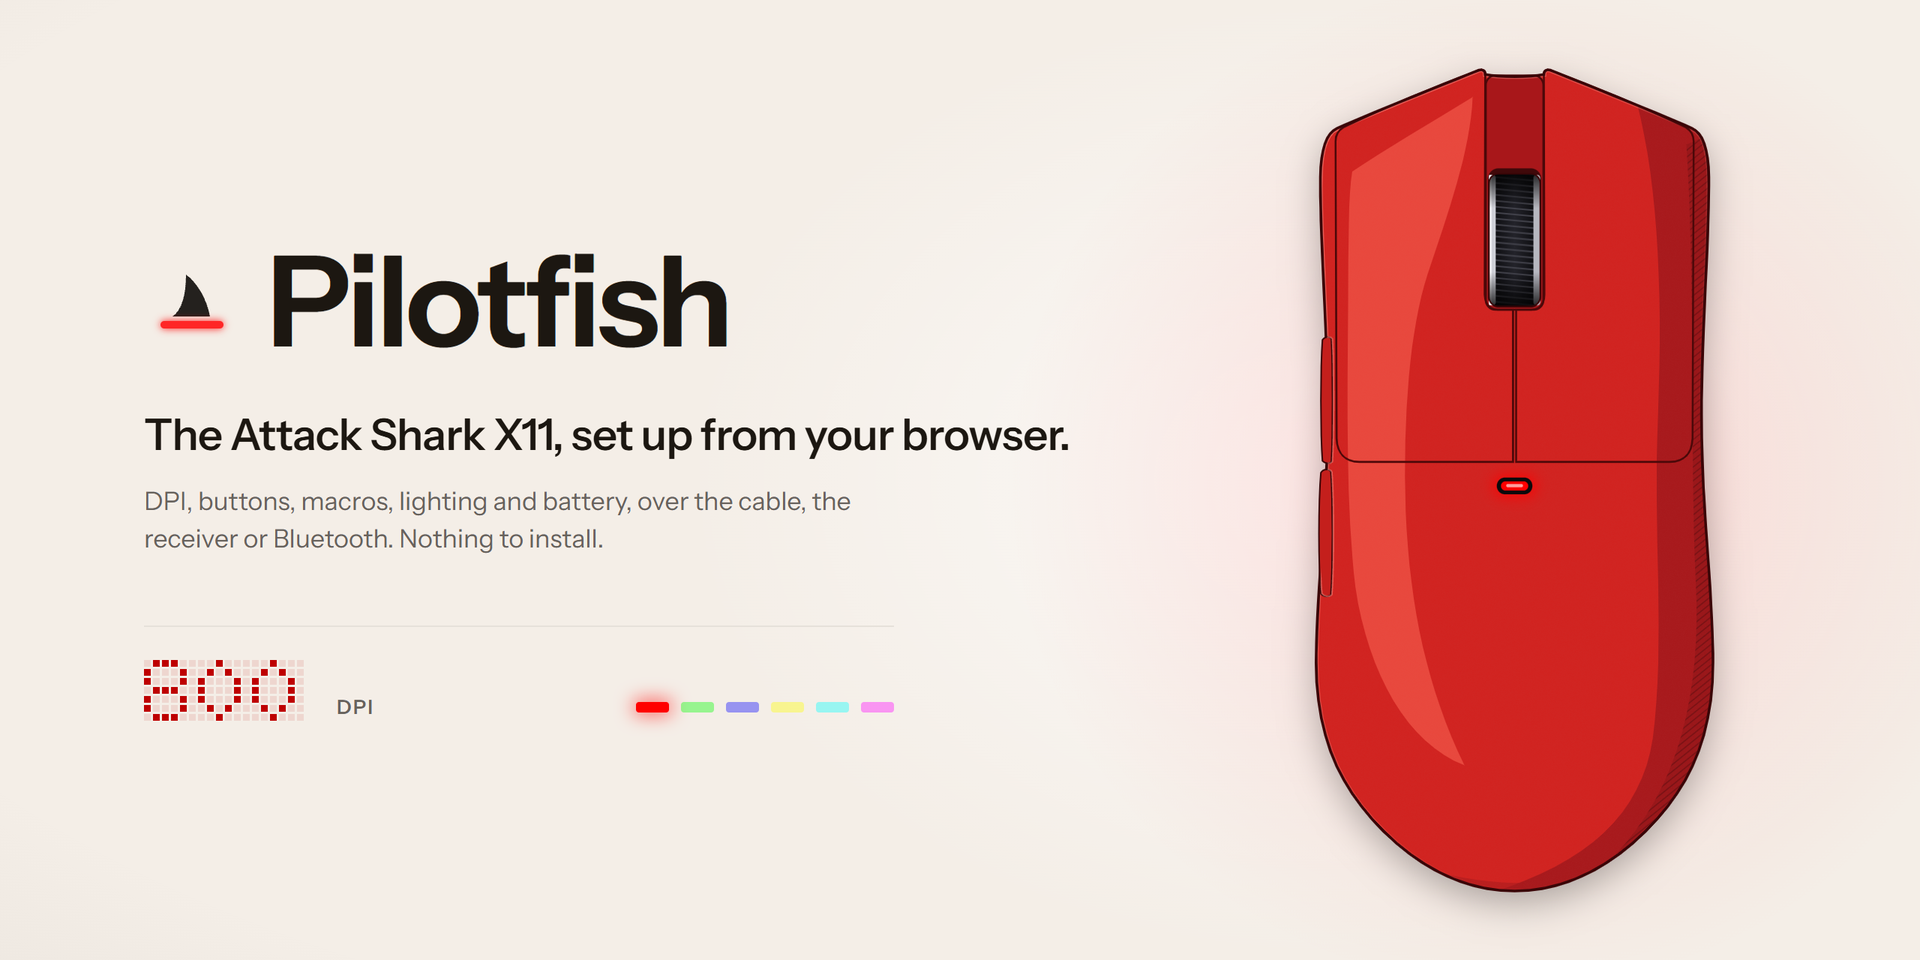 Pilotfish
The Attack Shark X11, set up from your browser.
DPI, buttons, macros, lighting and battery, over the cable, the
receiver or Bluetooth. Nothing to install.
800 DPI